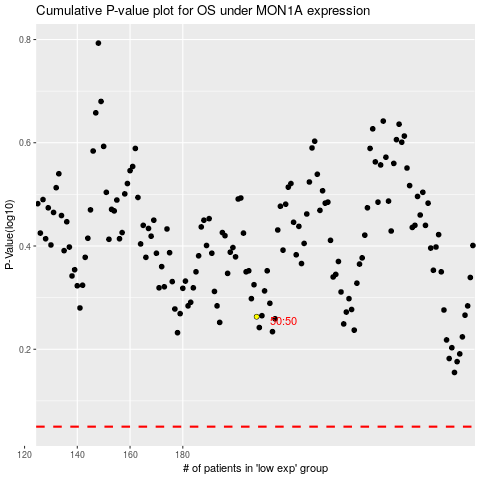 Cumulative P-value plot for OS under MON1A expression
0.8
0.6
0.4
0.2
P-Value(log10)
50:50
120 140 160 180
# of patients in 'low exp' group